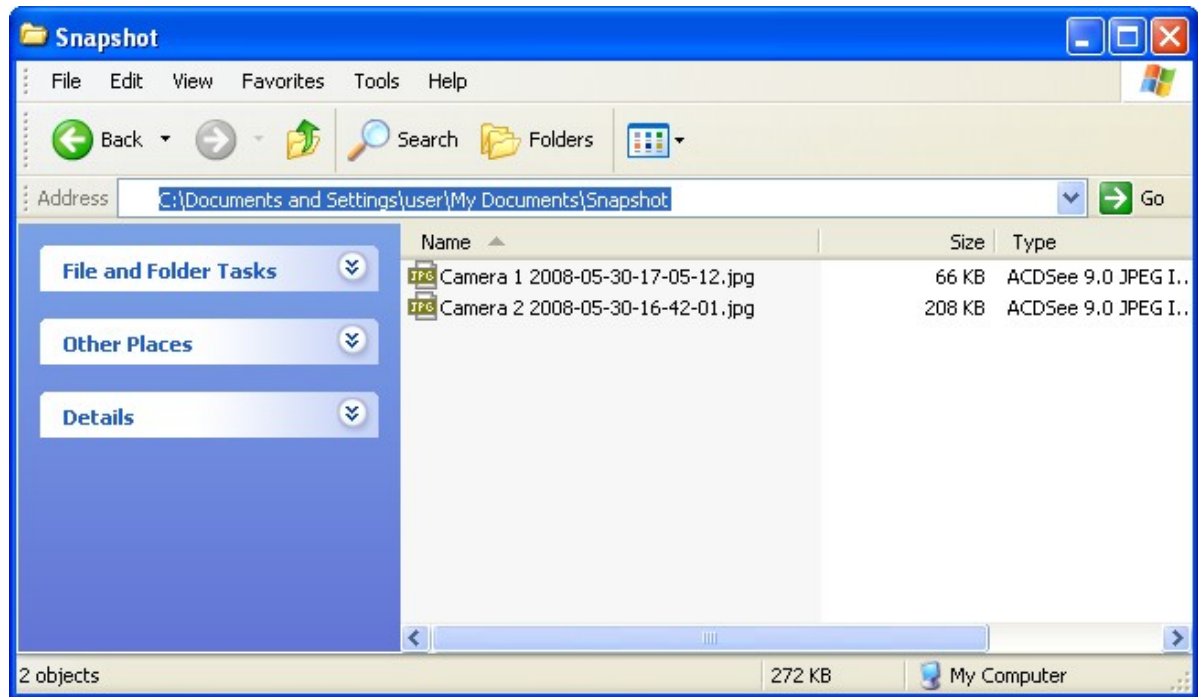 Snapshot
File Edit View Favorites Tools Help
Back Search Folders
Address C:\Documents and Settings\user\My Documents\Snapshot Go
Name Size Type
File and Folder Tasks
JPG Camera 1 2008-05-30-17-05-12.jpg 66 KB ACDSee 9.0 JPEG I...
JPG Camera 2 2008-05-30-16-42-01.jpg 208 KB ACDSee 9.0 JPEG I...
Other Places
Details
2 objects 272 KB My Computer